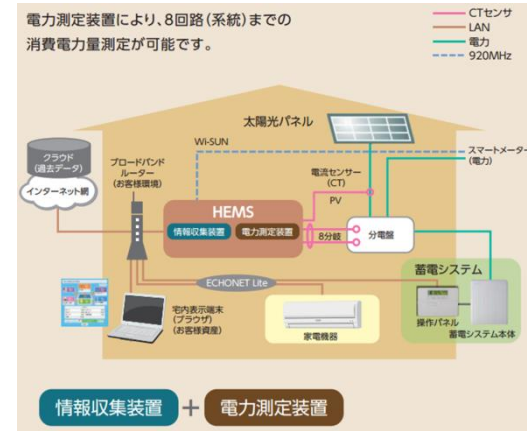 電力測定装置により、8回路(系統)までの
消費電力量測定が可能です。
CTセンサ
LAN
電力
920MHz
太陽光パネル
Wi-SUN
スマートメーター
(電力)
クラウド
(過去データ)
インターネット網
ブロードバンド
ルーター
(お客様環境)
電流センサー
(CT)
PV
HEMS
情報収集装置
電力測定装置
8分岐
分電盤
ECHONET Lite
蓄電システム
操作パネル
蓄電システム本体
宅内表示端末
(ブラウザ)
(お客様資産)
家電機器
情報収集装置 + 電力測定装置